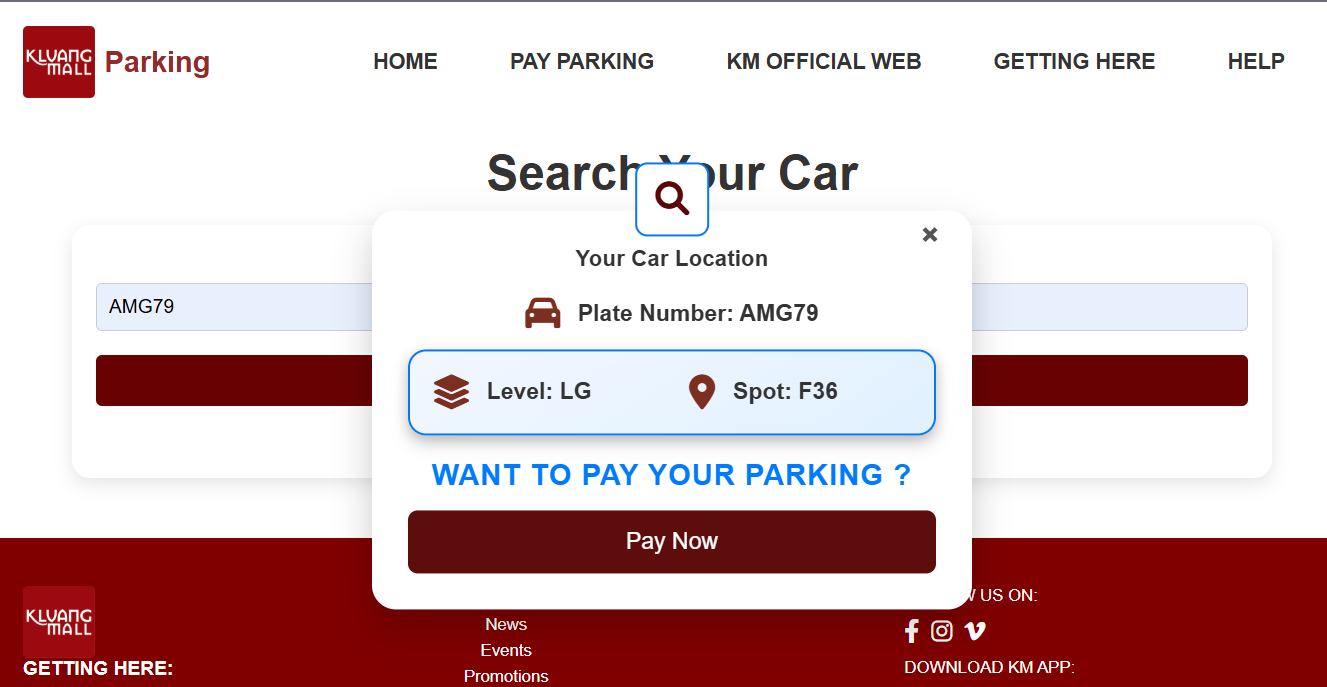 KLUANG MALL Parking HOME PAY PARKING KM OFFICIAL WEB GETTING HERE HELP
Search Your Car
Your Car Location
AMG79
Plate Number: AMG79
Level: LG Spot: F36
WANT TO PAY YOUR PARKING ?
Pay Now
KLUANG MALL
GETTING HERE:
News
Events
Promotions
US ON:
DOWNLOAD KM APP: